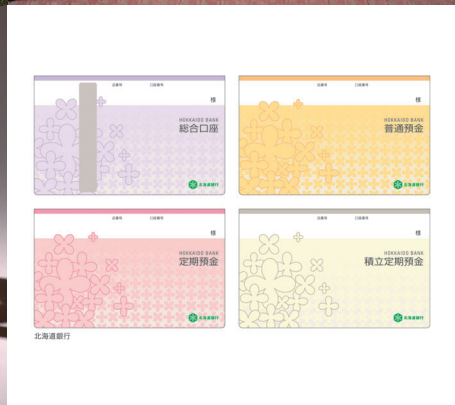 店番号 口座番号
様
HOKKAIDO BANK
総合口座
北海道銀行
店番号 口座番号
様
HOKKAIDO BANK
普通預金
北海道銀行
店番号 口座番号
様
HOKKAIDO BANK
定期預金
北海道銀行
店番号 口座番号
様
HOKKAIDO BANK
積立定期預金
北海道銀行
北海道銀行